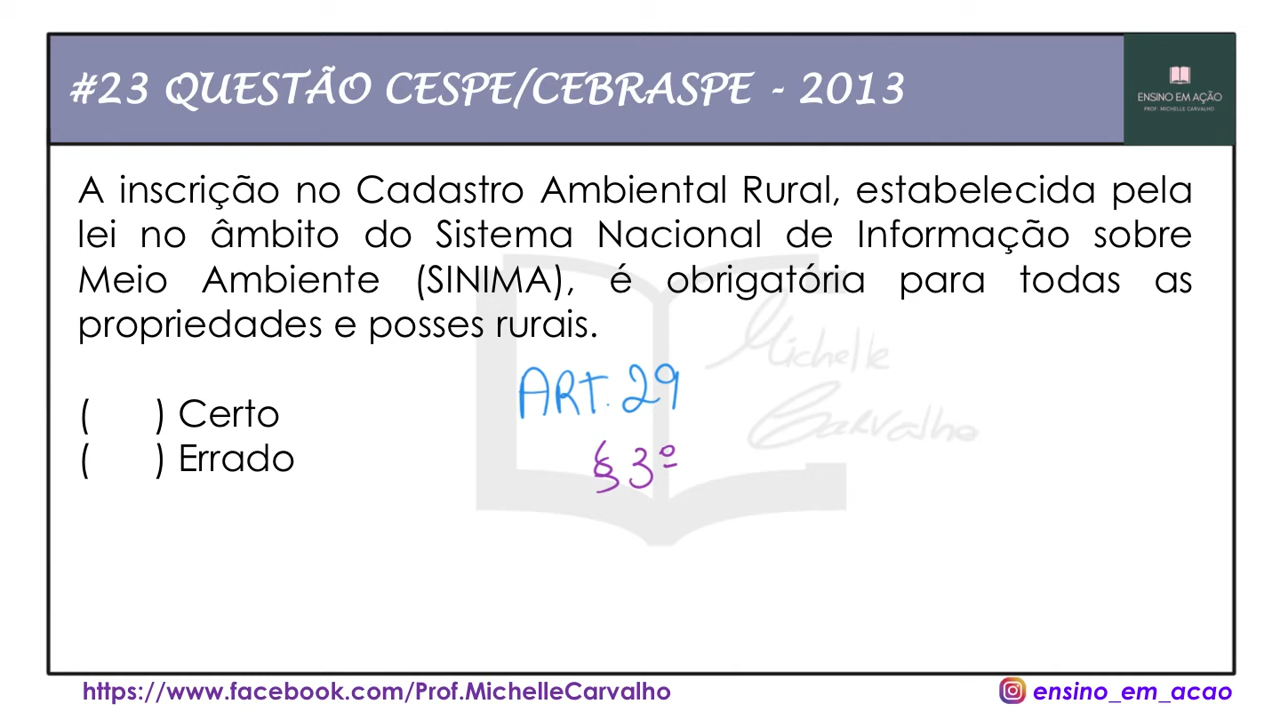 #23 QUESTÃO CESPE/CEBRASPE - 2013
ENSINO EM AÇÃO
PROF. MICHELLE CARVALHO
A inscrição no Cadastro Ambiental Rural, estabelecida pela
lei no âmbito do Sistema Nacional de Informação sobre
Meio Ambiente (SINIMA), é obrigatória para todas as
propriedades e posses rurais.
Michelle
ART. 29
( ) Certo
Carvalho
( ) Errado
§ 3º
https://www.facebook.com/Prof.MichelleCarvalho
ensino_em_acao